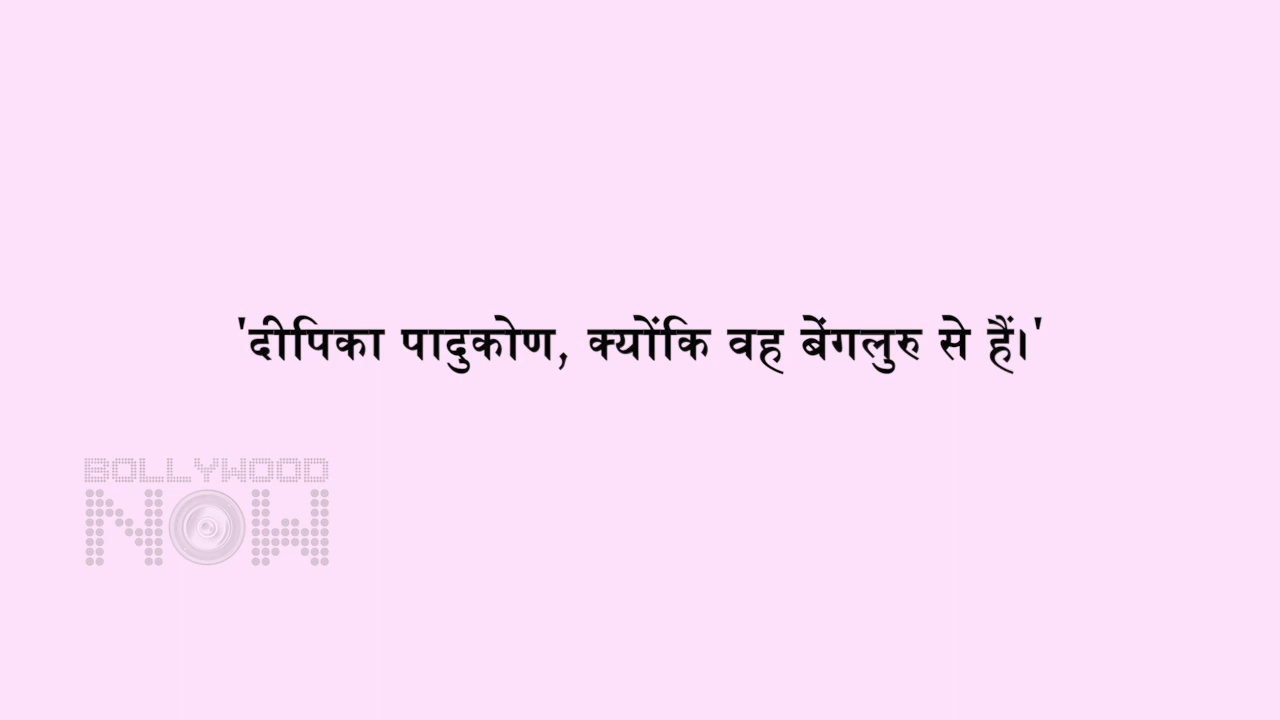 'दीपिका पादुकोण, क्योंकि वह बेंगलुरु से हैं।'
BOLLYWOOD
NOW